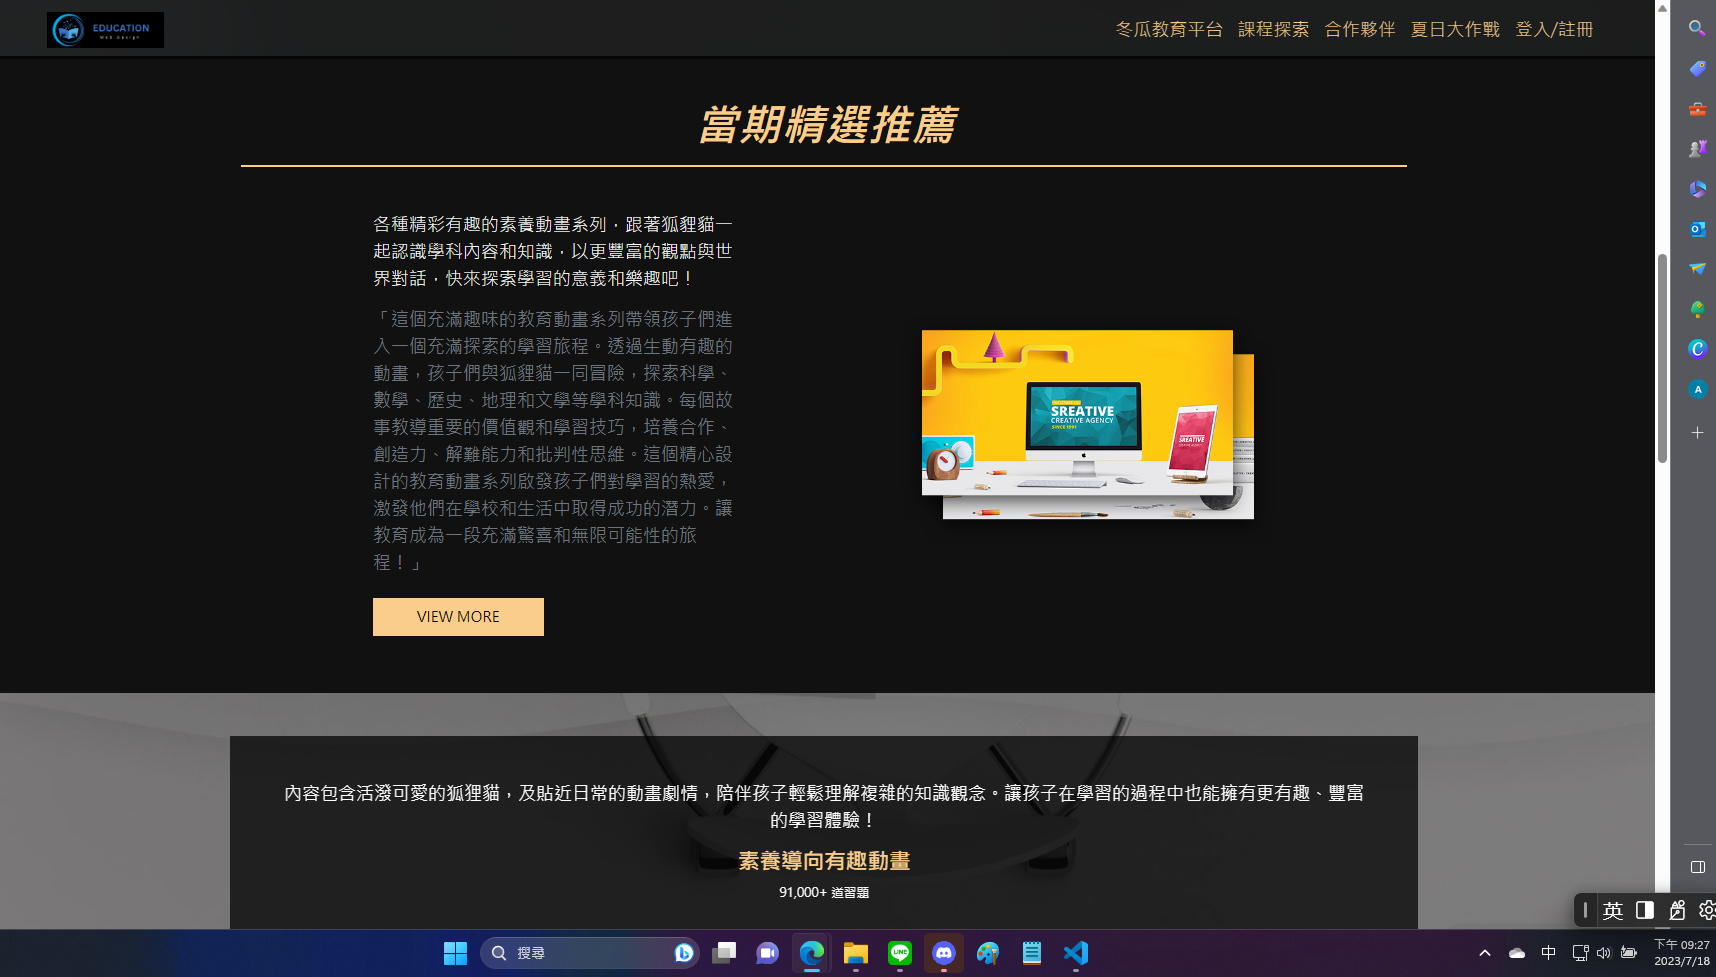 EDUCATION
Web Design
冬瓜教育平台 課程探索 合作夥伴 夏日大作戰 登入/註冊
當期精選推薦
各種精彩有趣的素養動畫系列，跟著狐貍貓一
起認識學科內容和知識，以更豐富的觀點與世
界對話，快來探索學習的意義和樂趣吧！
「這個充滿趣味的教育動畫系列帶領孩子們進
入一個充滿探索的學習旅程。透過生動有趣的
動畫，孩子們與狐貍貓一同冒險，探索科學、
數學、歷史、地理和文學等學科知識。每個故
事教導重要的價值觀和學習技巧，培養合作、
創造力、解難能力和批判性思維。這個精心設
計的教育動畫系列啟發孩子們對學習的熱愛，
激發他們在學校和生活中取得成功的潛力。讓
教育成為一段充滿驚喜和無限可能性的旅
程！」
VIEW MORE
SREATIVE
CREATIVE AGENCY
SINCE 1991
SREATIVE
內容包含活潑可愛的狐狸貓，及貼近日常的動畫劇情，陪伴孩子輕鬆理解複雜的知識觀念。讓孩子在學習的過程中也能擁有更有趣、豐富
的學習體驗！
素養導向有趣動畫
91,000+ 道習題
A
英
搜尋
LINE
中
下午 09:27
2023/7/18